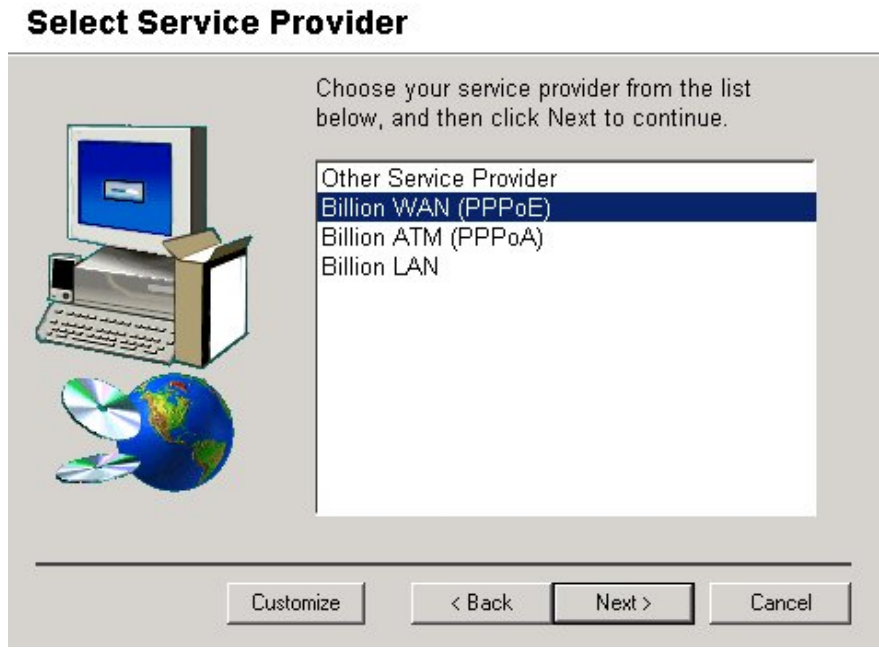 Select Service Provider
Choose your service provider from the list
below, and then click Next to continue.
Other Service Provider
Billion WAN (PPPoE)
Billion ATM (PPPoA)
Billion LAN
Customize
< Back
Next >
Cancel